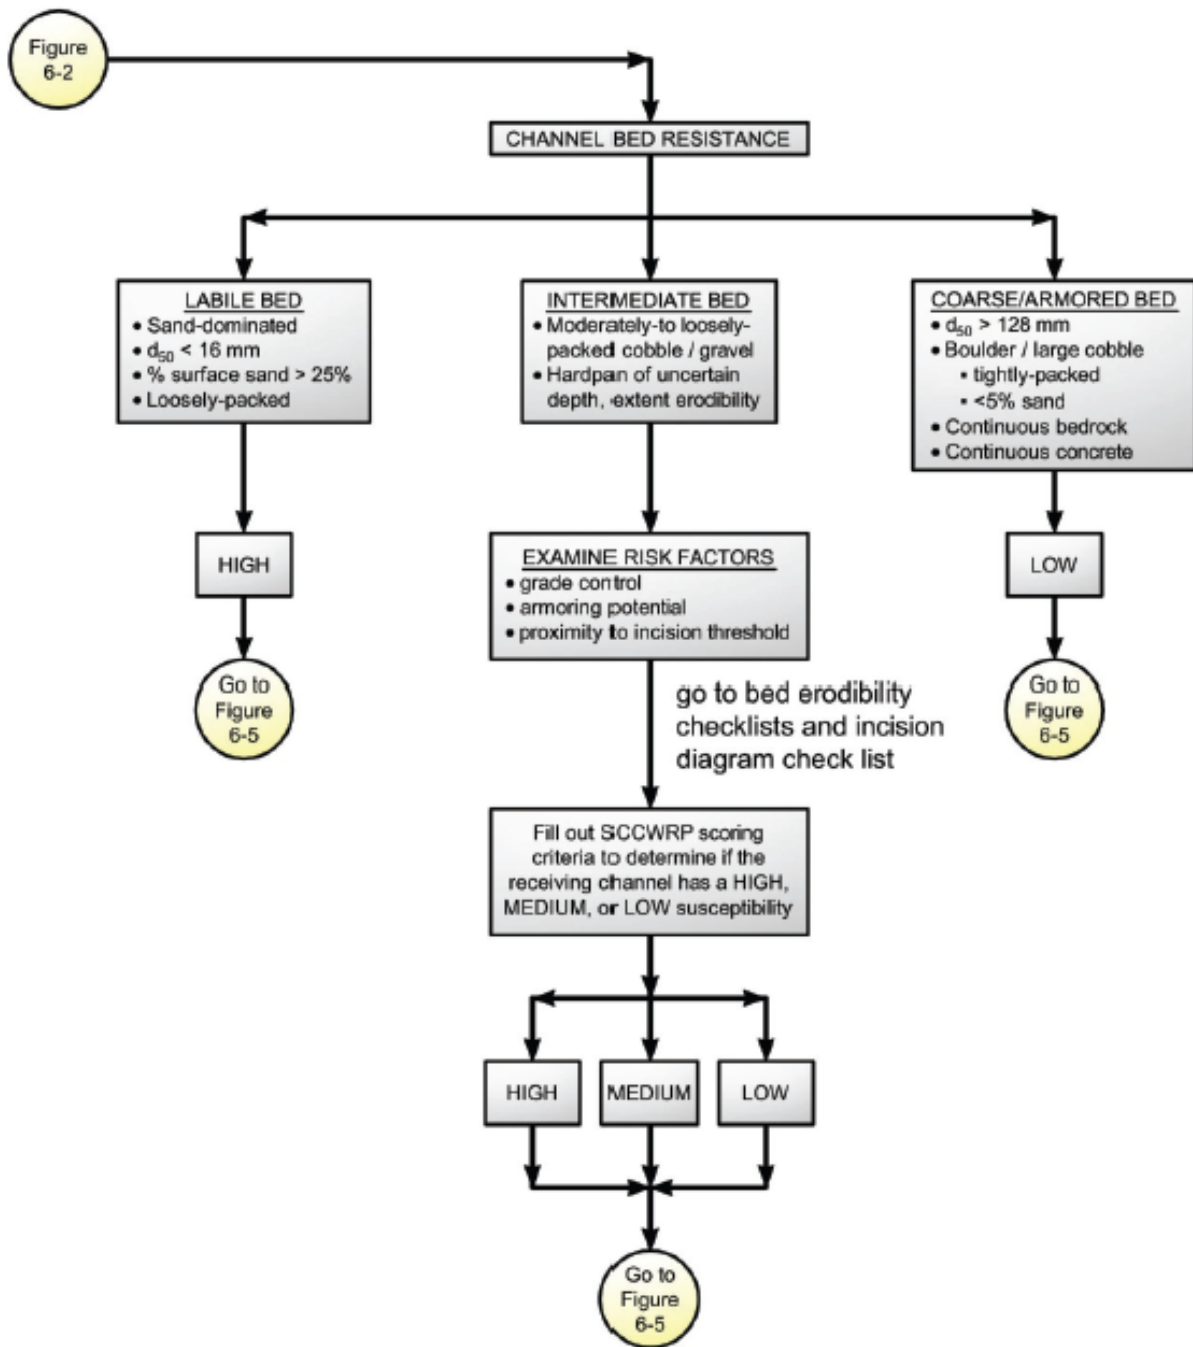 Figure
6-2
CHANNEL BED RESISTANCE
LABILE BED
• Sand-dominated
• d₅₀ < 16 mm
• % surface sand > 25%
• Loosely-packed
INTERMEDIATE BED
• Moderately-to loosely-
packed cobble / gravel
• Hardpan of uncertain
depth, extent erodibility
COARSE/ARMORED BED
• d₅₀ > 128 mm
• Boulder / large cobble
▪ tightly-packed
▪ <5% sand
• Continuous bedrock
• Continuous concrete
HIGH
EXAMINE RISK FACTORS
• grade control
• armoring potential
• proximity to incision threshold
LOW
Go to
Figure
6-5
go to bed erodibility
checklists and incision
diagram check list
Go to
Figure
6-5
Fill out SCCWRP scoring
criteria to determine if the
receiving channel has a HIGH,
MEDIUM, or LOW susceptibility
HIGH
MEDIUM
LOW
Go to
Figure
6-5